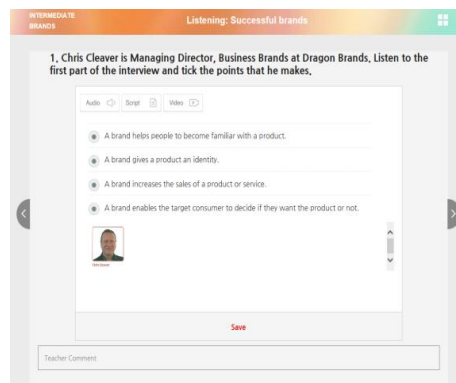 INTERMEDIATE
BRANDS
Listening: Successful brands
1. Chris Cleaver is Managing Director, Business Brands at Dragon Brands. Listen to the
first part of the interview and tick the points that he makes.
Audio Script Video
A brand helps people to become familiar with a product.
A brand gives a product an identity.
A brand increases the sales of a product or service.
A brand enables the target consumer to decide if they want the product or not.
Save
Teacher Comment